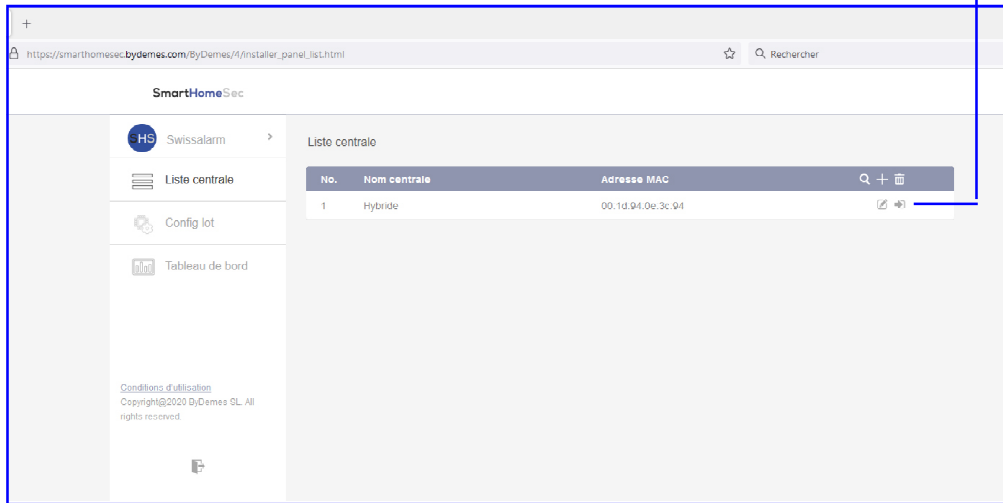 +
https://smarthomesec.bydemes.com/ByDemes/4/installer_panel_list.html
Rechercher
SmartHomeSec
SHS
Swissalarm
Liste centrale
Config lot
Tableau de bord
Conditions d'utilisation
Copyright@2020 ByDemes SL. All
rights reserved.
Liste centrale
No. Nom centrale Adresse MAC
1 Hybride 00:1d:94:0e:3c:94